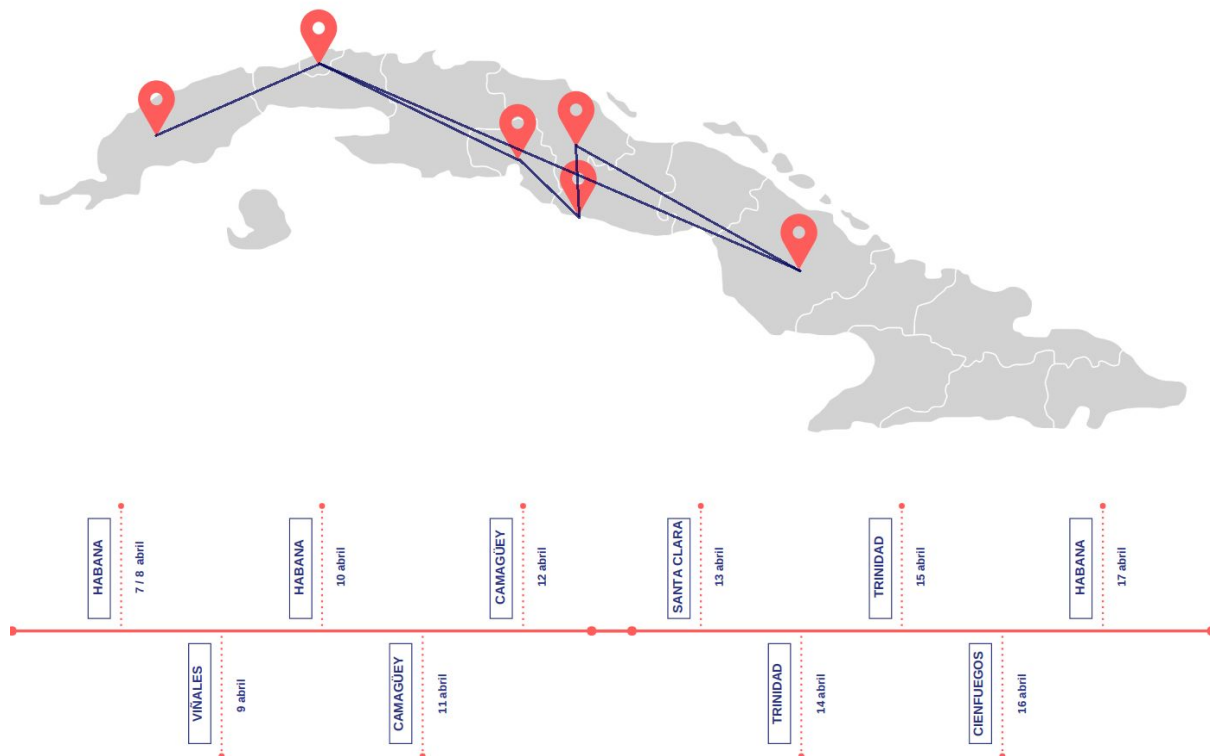 HABANA
7 / 8 abril
VIÑALES
9 abril
HABANA
10 abril
CAMAGÜEY
11 abril
CAMAGÜEY
12 abril
SANTA CLARA
13 abril
TRINIDAD
14 abril
TRINIDAD
15 abril
CIENFUEGOS
16 abril
HABANA
17 abril